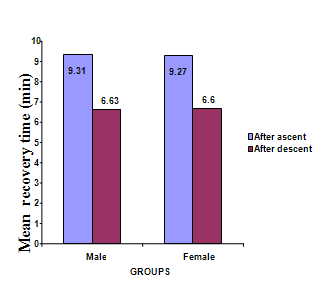 Mean recovery time (min)
10
9
8
7
6
5
4
3
2
1
0
9.31
6.63
9.27
6.6
Male
Female
GROUPS
After ascent
After descent